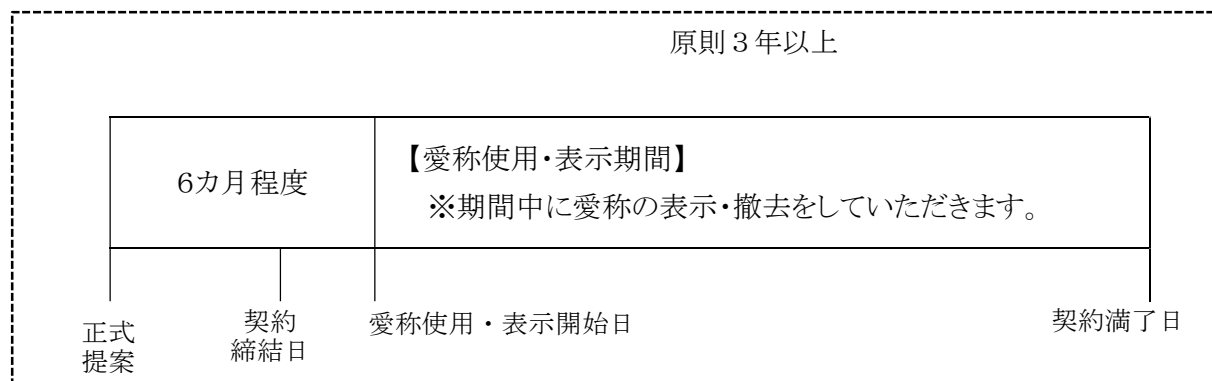 原則３年以上
6カ月程度
【愛称使用・表示期間】
※期間中に愛称の表示・撤去をしていただきます。
正式
提案
契約
締結日
愛称使用・表示開始日
契約満了日